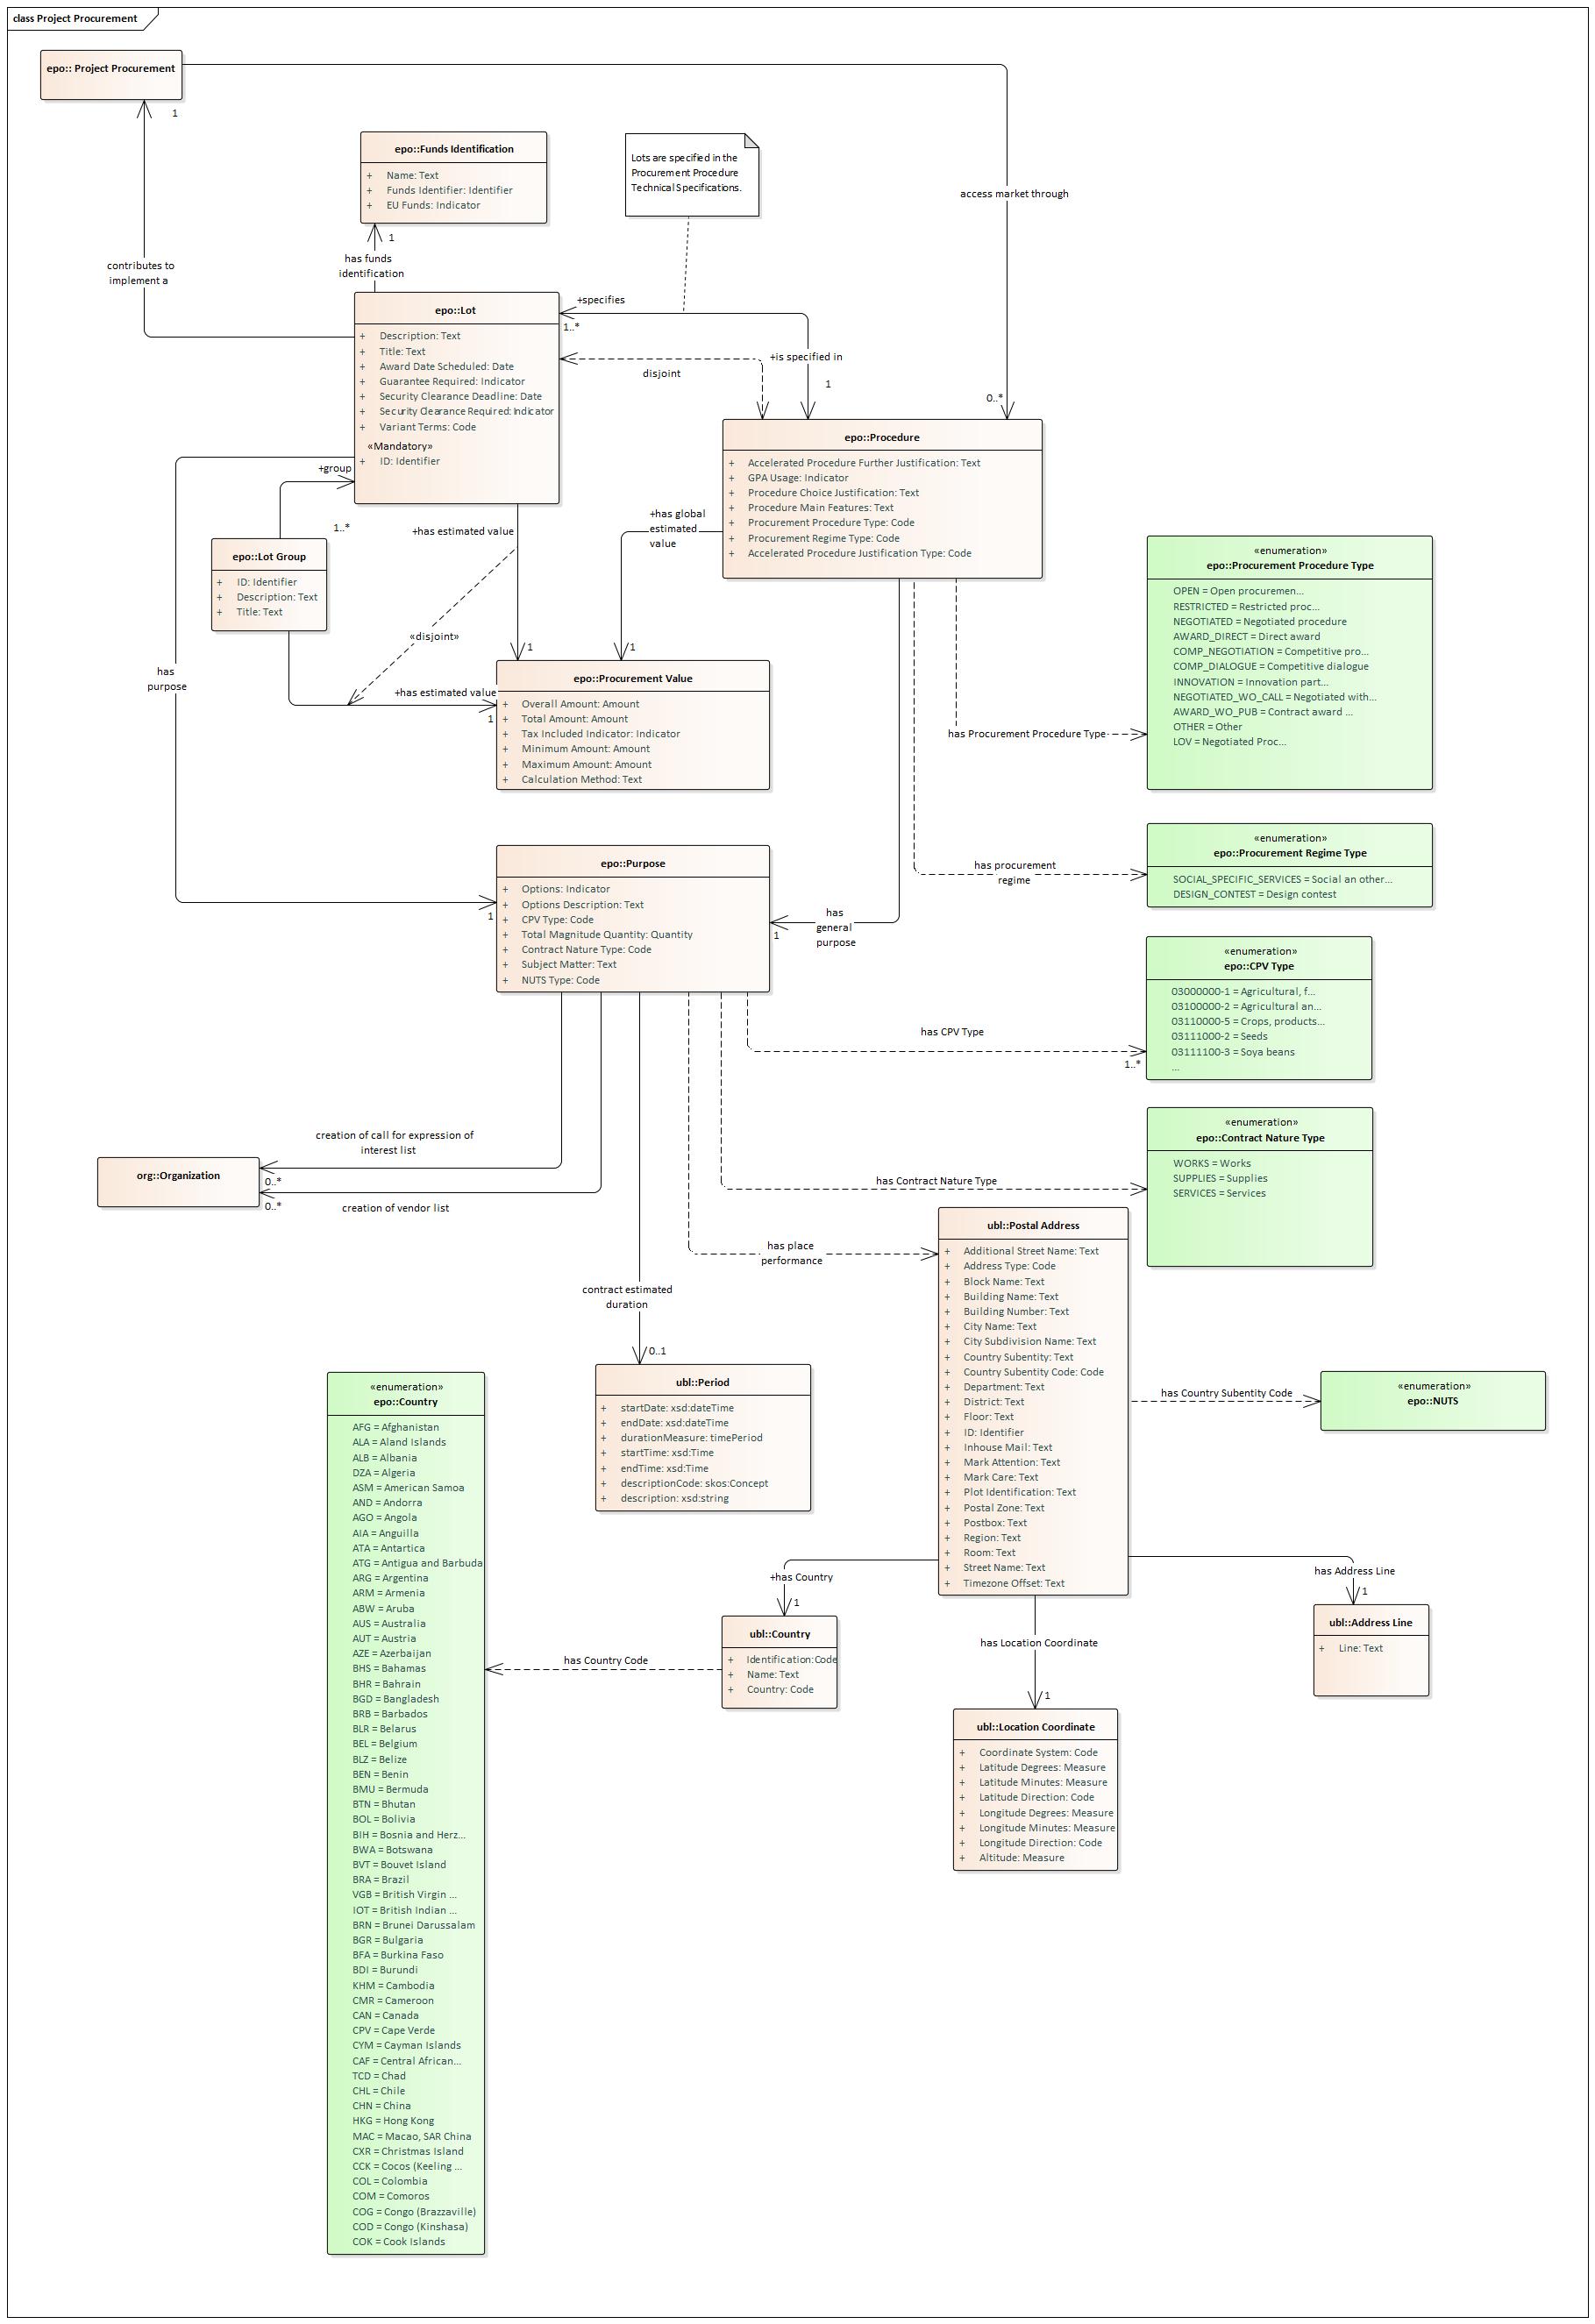 class Project Procurement
epo:: Project Procurement
1
access market through
0..*
contributes to
implement a
epo::Funds Identification
+ Name: Text
+ Funds Identifier: Identifier
+ EU Funds: Indicator
1
has funds
identification
Lots are specified in the
Procurement Procedure
Technical Specifications.
epo::Lot
+ Description: Text
+ Title: Text
+ Award Date Scheduled: Date
+ Guarantee Required: Indicator
+ Security Clearance Deadline: Date
+ Security Clearance Required: Indicator
+ Variant Terms: Code
«Mandatory»
+ ID: Identifier
+specifies
1..*
+is specified in
1
disjoint
epo::Procedure
+ Accelerated Procedure Further Justification: Text
+ GPA Usage: Indicator
+ Procedure Choice Justification: Text
+ Procedure Main Features: Text
+ Procurement Procedure Type: Code
+ Procurement Regime Type: Code
+ Accelerated Procedure Justification Type: Code
+group
1..*
epo::Lot Group
+ ID: Identifier
+ Description: Text
+ Title: Text
+has estimated value
1
+has global
estimated
value
1
«disjoint»
+has estimated value
1
has
purpose
epo::Procurement Value
+ Overall Amount: Amount
+ Total Amount: Amount
+ Tax Included Indicator: Indicator
+ Minimum Amount: Amount
+ Maximum Amount: Amount
+ Calculation Method: Text
«enumeration»
epo::Procurement Procedure Type
OPEN = Open procuremen...
RESTRICTED = Restricted proc...
NEGOTIATED = Negotiated procedure
AWARD_DIRECT = Direct award
COMP_NEGOTIATION = Competitive pro...
COMP_DIALOGUE = Competitive dialogue
INNOVATION = Innovation part...
NEGOTIATED_WO_CALL = Negotiated with...
AWARD_WO_PUB = Contract award ...
OTHER = Other
LOV = Negotiated Proc...
has Procurement Procedure Type
«enumeration»
epo::Procurement Regime Type
SOCIAL_SPECIFIC_SERVICES = Social an other...
DESIGN_CONTEST = Design contest
has procurement
regime
epo::Purpose
+ Options: Indicator
+ Options Description: Text
+ CPV Type: Code
+ Total Magnitude Quantity: Quantity
+ Contract Nature Type: Code
+ Subject Matter: Text
+ NUTS Type: Code
1
1
has
general
purpose
«enumeration»
epo::CPV Type
03000000-1 = Agricultural, f...
03100000-2 = Agricultural an...
03110000-5 = Crops, products...
03111000-2 = Seeds
03111100-3 = Soya beans
...
has CPV Type
1..*
«enumeration»
epo::Contract Nature Type
WORKS = Works
SUPPLIES = Supplies
SERVICES = Services
has Contract Nature Type
creation of call for expression of
interest list
org::Organization
0..*
0..*
creation of vendor list
has place
performance
contract estimated
duration
0..1
ubl::Postal Address
+ Additional Street Name: Text
+ Address Type: Code
+ Block Name: Text
+ Building Name: Text
+ Building Number: Text
+ City Name: Text
+ City Subdivision Name: Text
+ Country Subentity: Text
+ Country Subentity Code: Code
+ Department: Text
+ District: Text
+ Floor: Text
+ ID: Identifier
+ Inhouse Mail: Text
+ Mark Attention: Text
+ Mark Care: Text
+ Plot Identification: Text
+ Postal Zone: Text
+ Postbox: Text
+ Region: Text
+ Room: Text
+ Street Name: Text
+ Timezone Offset: Text
has Country Subentity Code
«enumeration»
epo::NUTS
ubl::Period
+ startDate: xsd:dateTime
+ endDate: xsd:dateTime
+ durationMeasure: timePeriod
+ startTime: xsd:Time
+ endTime: xsd:Time
+ descriptionCode: skos:Concept
+ description: xsd:string
+has Country
1
has Address Line
1
ubl::Country
+ Identification:Code
+ Name: Text
+ Country: Code
has Country Code
has Location Coordinate
1
ubl::Address Line
+ Line: Text
ubl::Location Coordinate
+ Coordinate System: Code
+ Latitude Degrees: Measure
+ Latitude Minutes: Measure
+ Latitude Direction: Code
+ Longitude Degrees: Measure
+ Longitude Minutes: Measure
+ Longitude Direction: Code
+ Altitude: Measure
«enumeration»
epo::Country
AFG = Afghanistan
ALA = Aland Islands
ALB = Albania
DZA = Algeria
ASM = American Samoa
AND = Andorra
AGO = Angola
AIA = Anguilla
ATA = Antartica
ATG = Antigua and Barbuda
ARG = Argentina
ARM = Armenia
ABW = Aruba
AUS = Australia
AUT = Austria
AZE = Azerbaijan
BHS = Bahamas
BHR = Bahrain
BGD = Bangladesh
BRB = Barbados
BLR = Belarus
BEL = Belgium
BLZ = Belize
BEN = Benin
BMU = Bermuda
BTN = Bhutan
BOL = Bolivia
BIH = Bosnia and Herz...
BWA = Botswana
BVT = Bouvet Island
BRA = Brazil
VGB = British Virgin ...
IOT = British Indian ...
BRN = Brunei Darussalam
BGR = Bulgaria
BFA = Burkina Faso
BDI = Burundi
KHM = Cambodia
CMR = Cameroon
CAN = Canada
CPV = Cape Verde
CYM = Cayman Islands
CAF = Central African...
TCD = Chad
CHL = Chile
CHN = China
HKG = Hong Kong
MAC = Macao, SAR China
CXR = Christmas Island
CCK = Cocos (Keeling ...
COL = Colombia
COM = Comoros
COG = Congo (Brazzaville)
COD = Congo (Kinshasa)
COK = Cook Islands